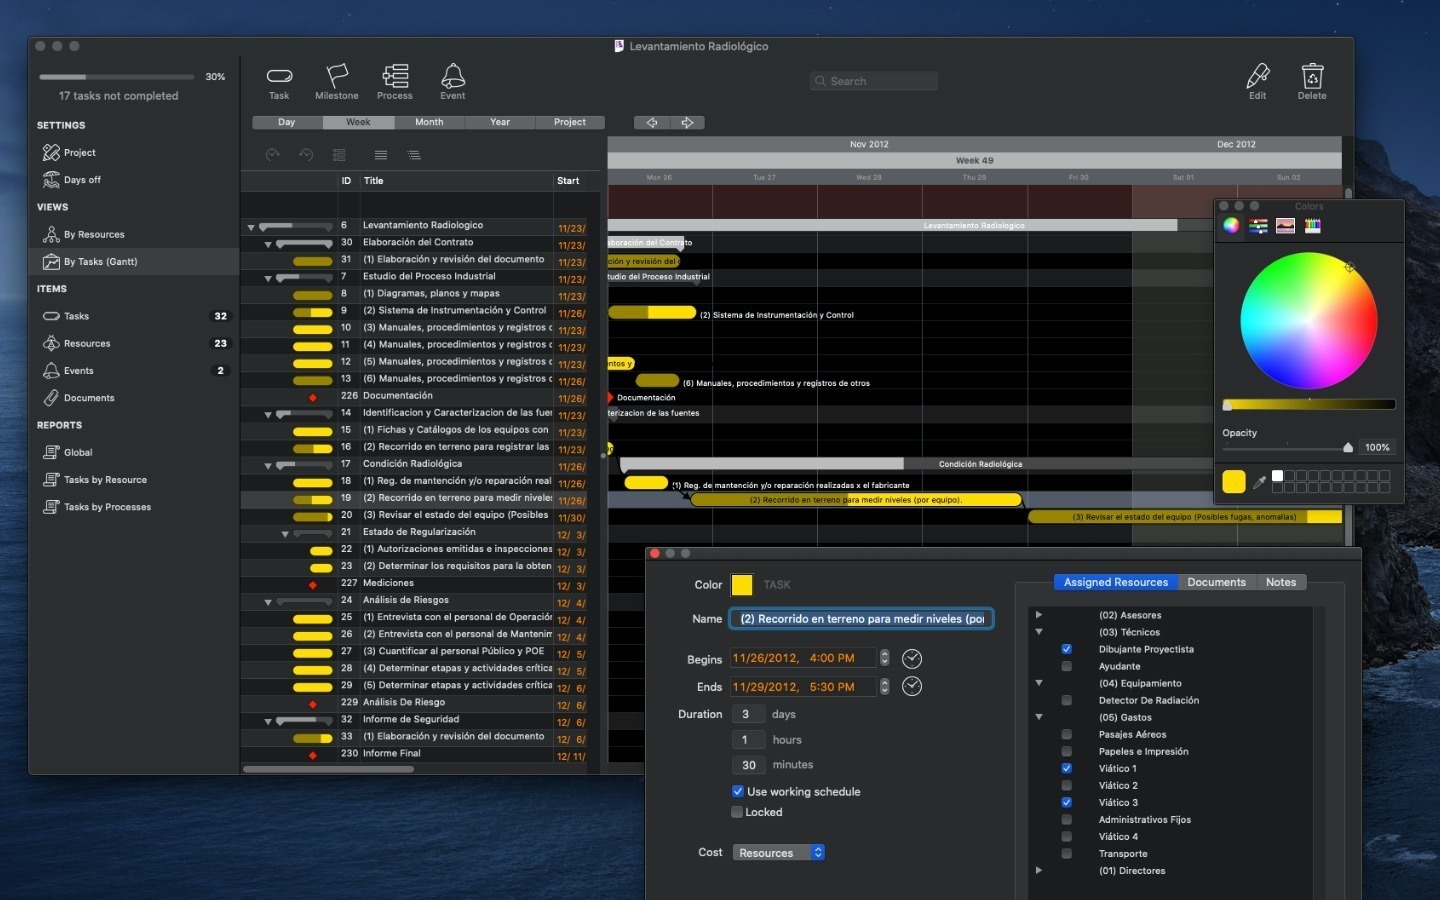 Levantamiento Radiológico
30%
17 tasks not completed
SETTINGS
Project
Days off
VIEWS
By Resources
By Tasks (Gantt)
ITEMS
Tasks 32
Resources 23
Events 2
Documents
REPORTS
Global
Tasks by Resource
Tasks by Processes
Task Milestone Process Event
Search
Edit Delete
Day Week Month Year Project
ID Title Start
6 Levantamiento Radiologico 11/23/
30 Elaboración del Contrato 11/23/
31 (1) Elaboración y revisión del documento 11/23/
7 Estudio del Proceso Industrial 11/23/
8 (1) Diagramas, planos y mapas 11/23/
9 (2) Sistema de Instrumentación y Control 11/26/
10 (3) Manuales, procedimientos y registros 11/23/
11 (4) Manuales, procedimientos y registros 11/23/
12 (5) Manuales, procedimientos y registros 11/23/
13 (6) Manuales, procedimientos y registros 11/26/
226 Documentación 11/26/
14 Identificacion y Caracterizacion de las fuen 11/23/
15 (1) Fichas y Catálogos de los equipos con 11/23/
16 (2) Recorrido en terreno para registrar las 11/23/
17 Condición Radiológica 11/26/
18 (1) Reg. de mantención y/o reparación real 11/26/
19 (2) Recorrido en terreno para medir niveles 11/26/
20 (3) Revisar el estado del equipo (Posibles 11/30/
21 Estado de Regularización 12/ 3/
22 (1) Autorizaciones emitidas e inspecciones 12/ 3/
23 (2) Determinar los requisitos para la obten 12/ 3/
227 Mediciones 12/ 3/
24 Análisis de Riesgos 12/ 4/
25 (1) Entrevista con el personal de Operación 12/ 4/
26 (2) Entrevista con el personal de Mantenim 12/ 4/
27 (3) Cuantificar al personal Público y POE 12/ 5/
28 (4) Determinar etapas y actividades crítica 12/ 5/
29 (5) Determinar etapas y actividades crítica 12/ 6/
229 Análisis De Riesgo 12/ 6/
32 Informe de Seguridad 12/ 6/
33 (1) Elaboración y revisión del documento 12/ 6/
230 Informe Final 12/ 11/
Nov 2012 Dec 2012
Week 49
Mon 26 Tue 27 Wed 28 Thu 29 Fri 30 Sat 01 Sun 02
Levantamiento Radiologico
aboración del Contrato
ción y revisión del
tudio del Proceso Industrial
(2) Sistema de Instrumentación y Control
ntos y
(6) Manuales, procedimientos y registros de otros
Documentación
terizacion de las fuentes
Condición Radiológica
(1) Reg. de mantención y/o reparación realizadas x el fabricante
(2) Recorrido en terreno para medir niveles (por equipo).
(3) Revisar el estado del equipo (Posibles fugas, anomalías)
Colors
Opacity
100%
Color TASK
Name (2) Recorrido en terreno para medir niveles (por
Begins 11/26/2012, 4:00 PM
Ends 11/29/2012, 5:30 PM
Duration 3 days
1 hours
30 minutes
Use working schedule
Locked
Cost Resources
Assigned Resources Documents Notes
(02) Asesores
(03) Técnicos
Dibujante Proyectista
Ayudante
(04) Equipamiento
Detector De Radiación
(05) Gastos
Pasajes Aéreos
Papeles e Impresión
Viático 1
Viático 2
Viático 3
Administrativos Fijos
Viático 4
Transporte
(01) Directores